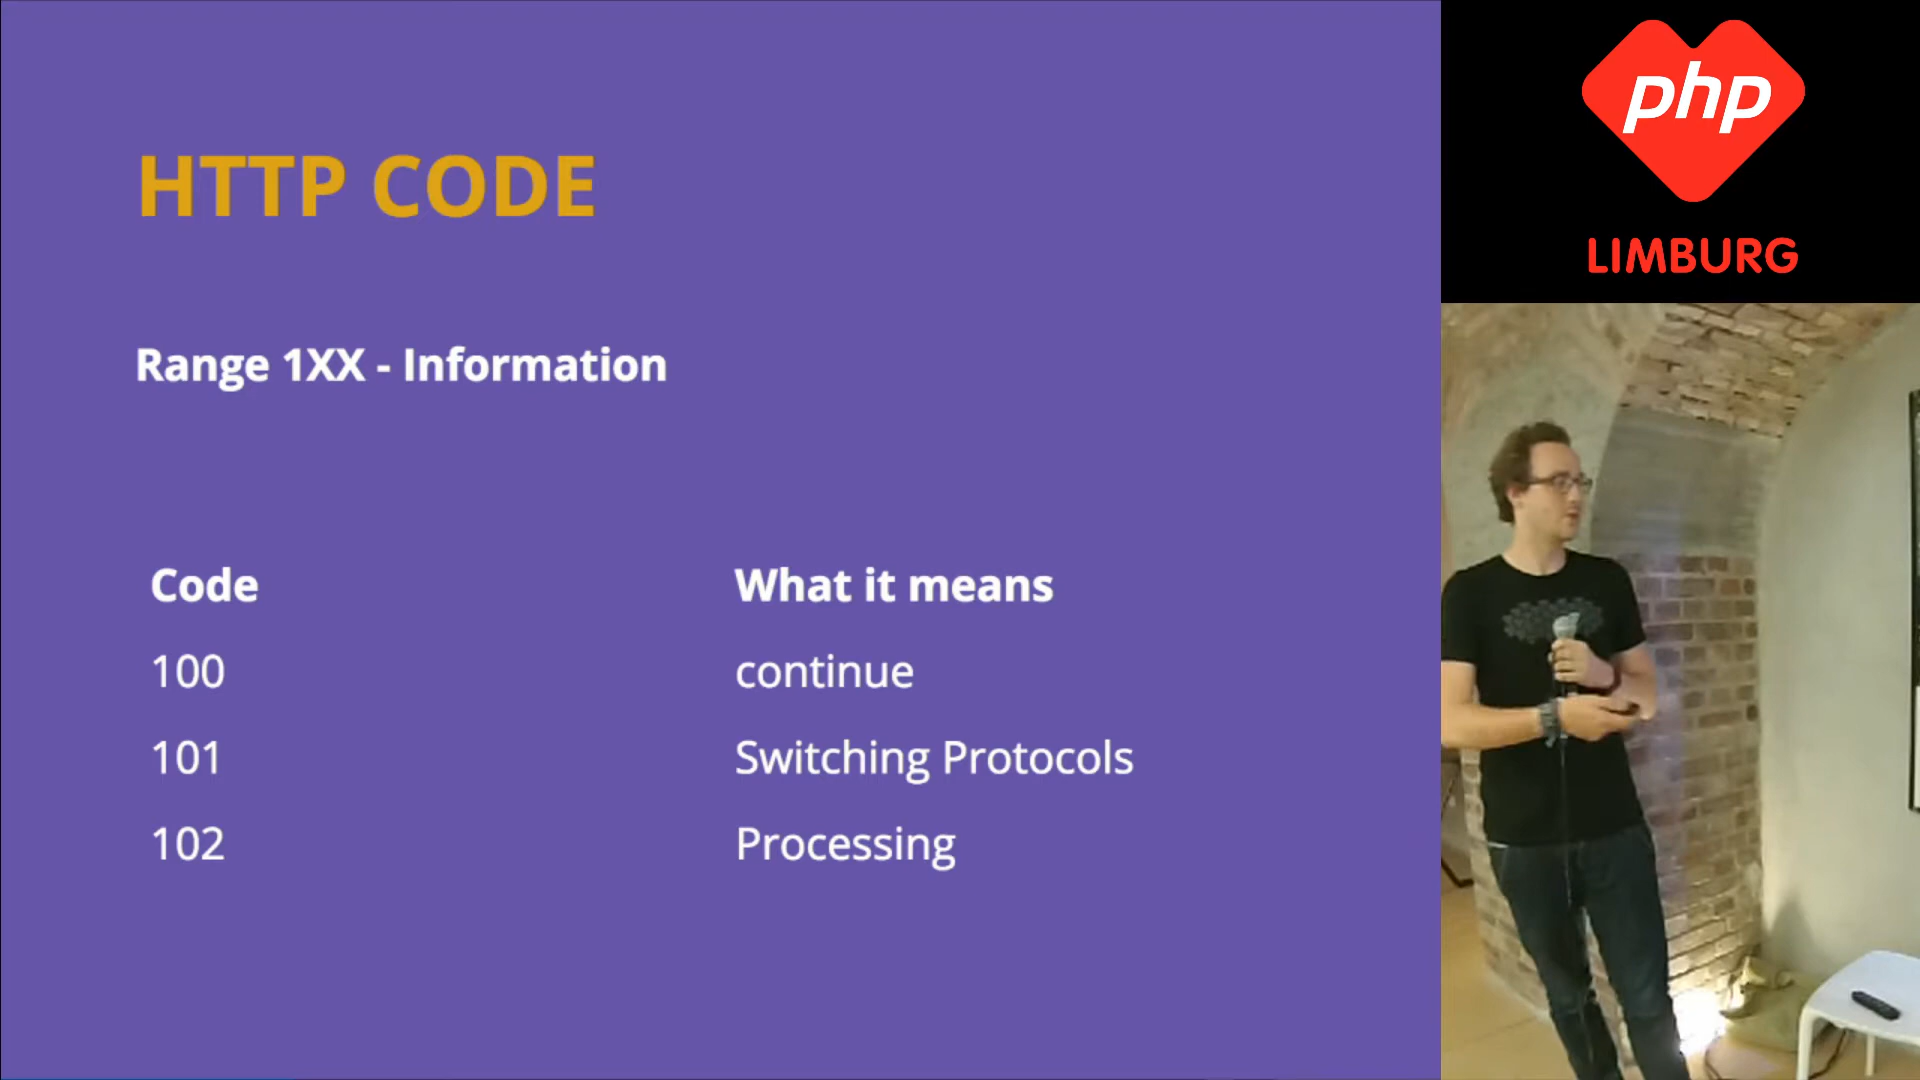 HTTP CODE
Range 1XX - Information
Code What it means
100 continue
101 Switching Protocols
102 Processing
php
LIMBURG